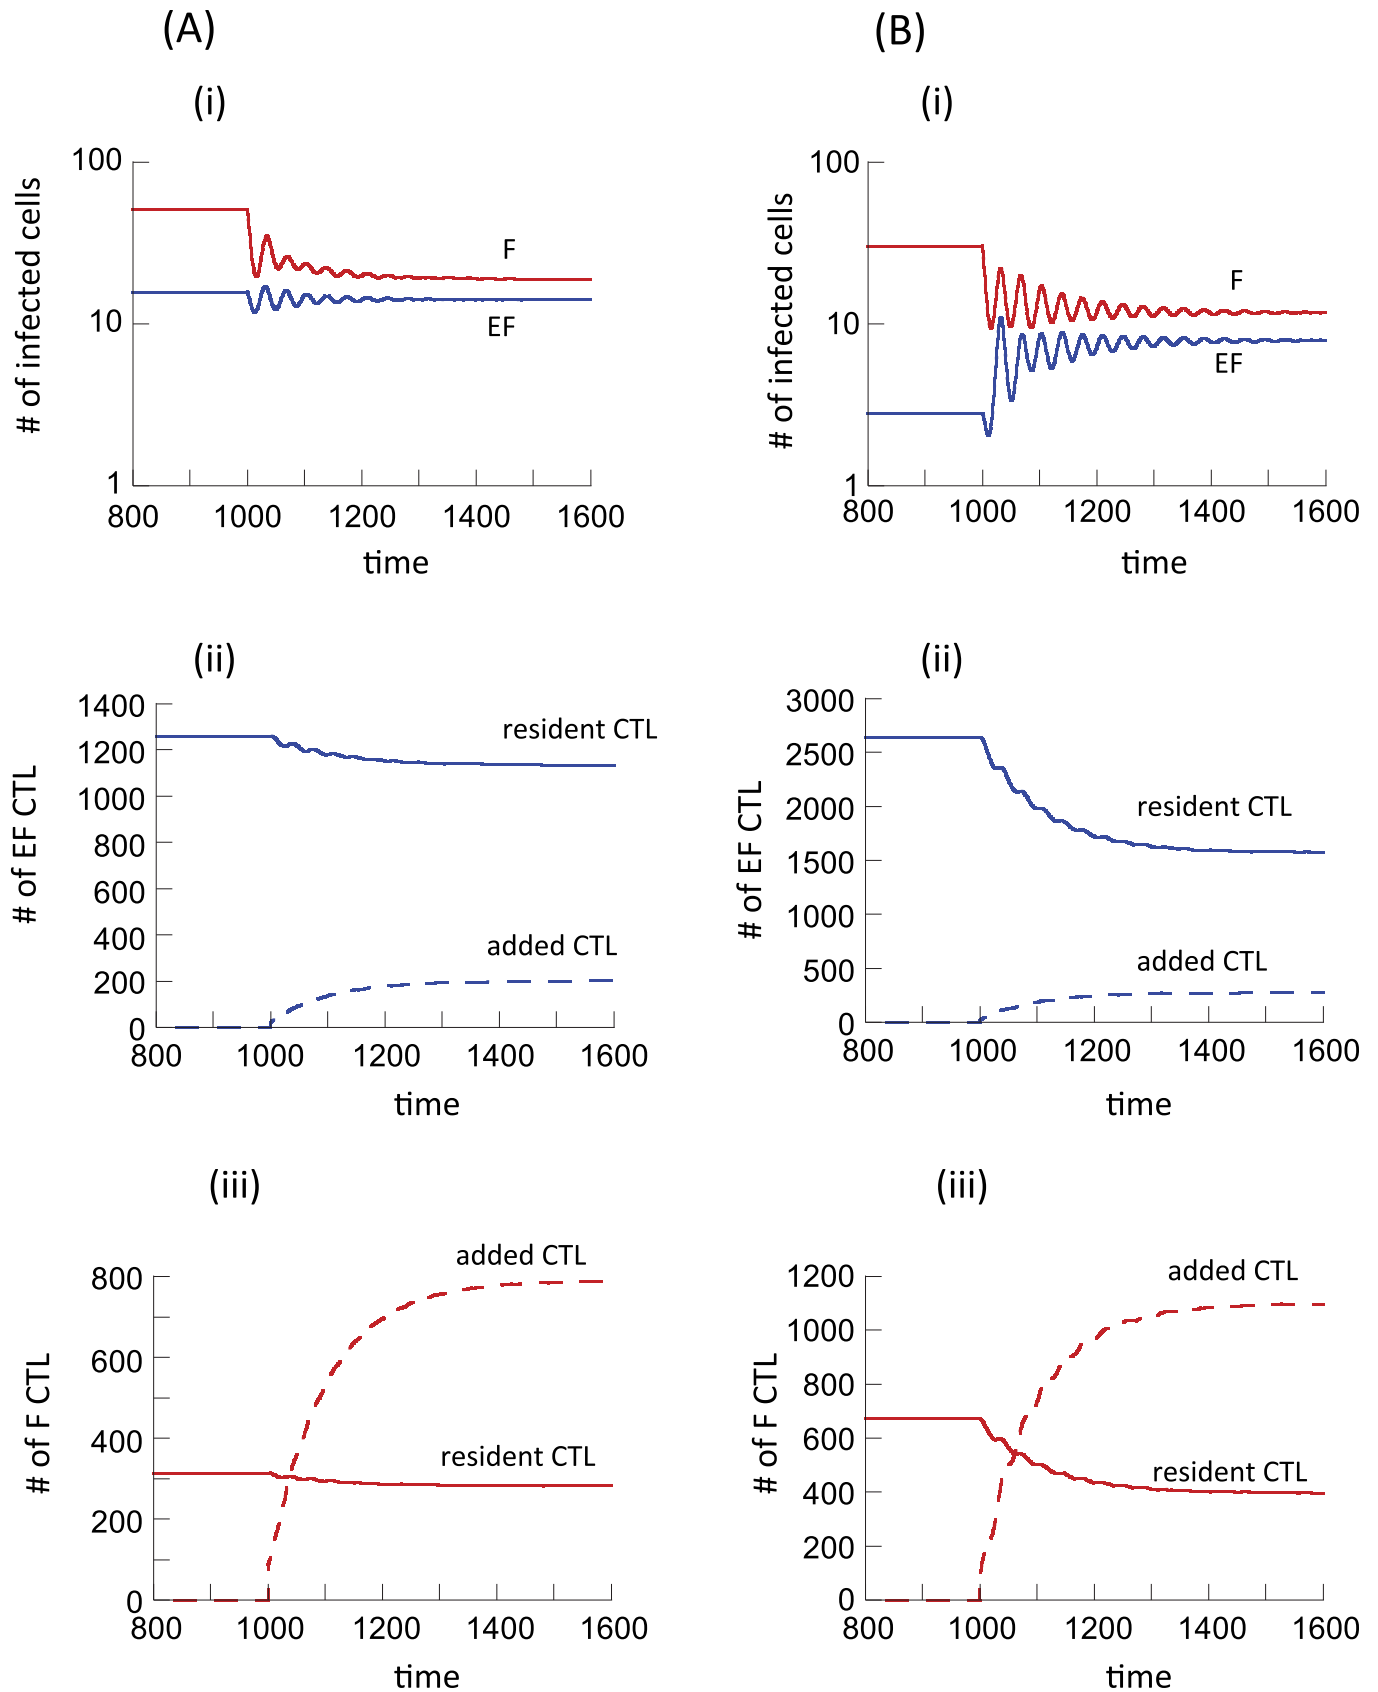 (A)
(i)
# of infected cells
100
10
1
F
EF
800 1000 1200 1400 1600
time
(ii)
# of EF CTL
1400
1200
1000
800
600
400
200
0
resident CTL
added CTL
800 1000 1200 1400 1600
time
(iii)
# of F CTL
800
600
400
200
0
added CTL
resident CTL
800 1000 1200 1400 1600
time
(B)
(i)
# of infected cells
100
10
1
F
EF
800 1000 1200 1400 1600
time
(ii)
# of EF CTL
3000
2500
2000
1500
1000
500
0
resident CTL
added CTL
800 1000 1200 1400 1600
time
(iii)
# of F CTL
1200
1000
800
600
400
200
0
added CTL
resident CTL
800 1000 1200 1400 1600
time